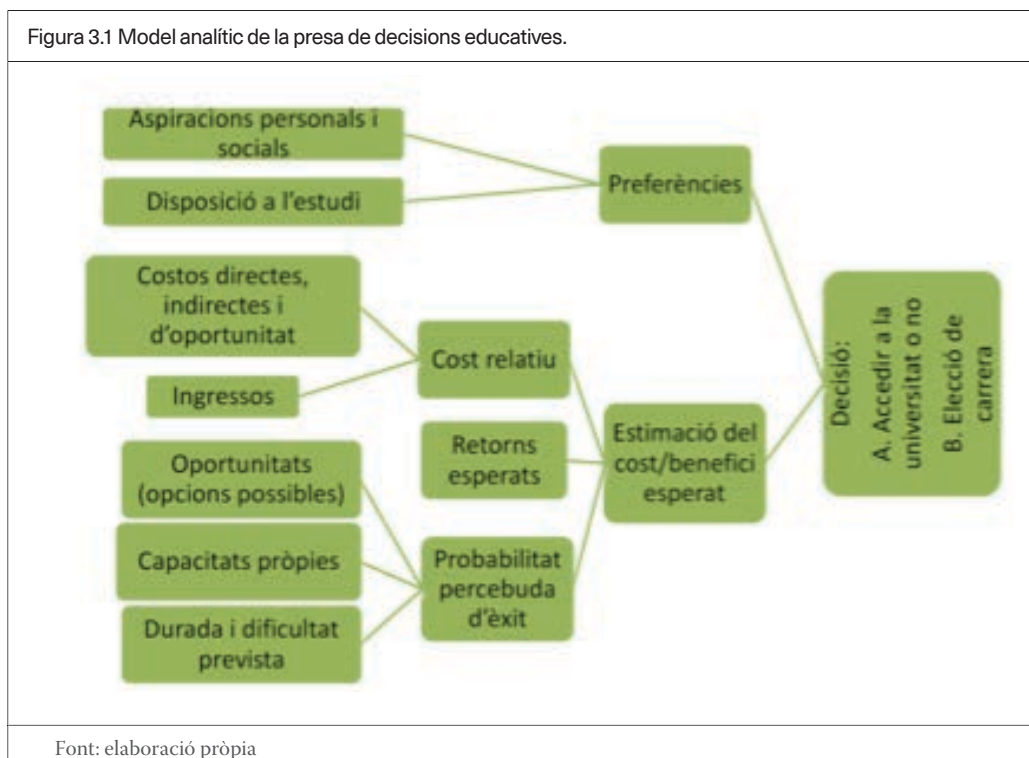 Figura 3.1 Model analític de la presa de decisions educatives.
Aspiracions personals i
socials
Disposició a l'estudi
Preferències
Costos directes,
indirectes i
d'oportunitat
Ingressos
Cost relatiu
Retorns
esperats
Oportunitats
(opcions possibles)
Capacitats pròpies
Durada i dificultat
prevista
Probabilitat
percebuda
d'èxit
Estimació del
cost/benefici
esperat
Decisió:
A. Accedir a la
universitat o no
B. Elecció de
carrera
Font: elaboració pròpia